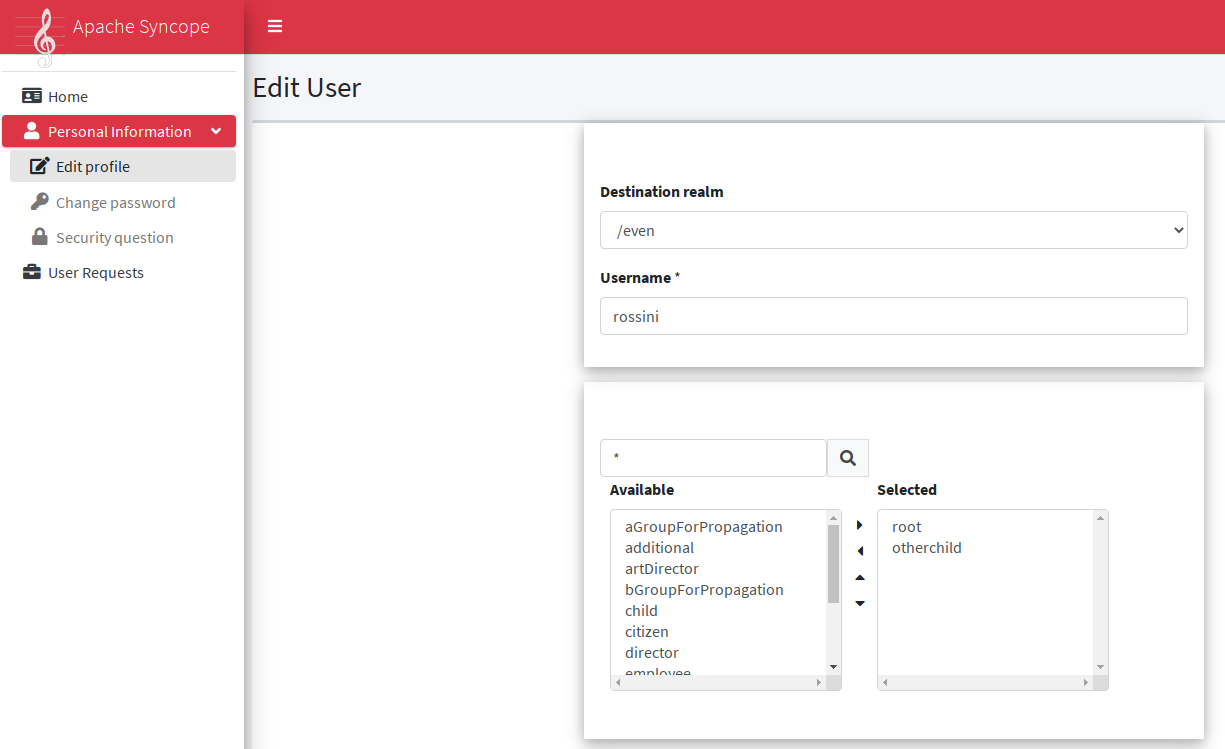 Apache Syncope
Home
Personal Information
Edit profile
Change password
Security question
User Requests
Edit User
Destination realm
/even
Username *
rossini
*
Available
aGroupForPropagation
additional
artDirector
bGroupForPropagation
child
citizen
director
employee
Selected
root
otherchild